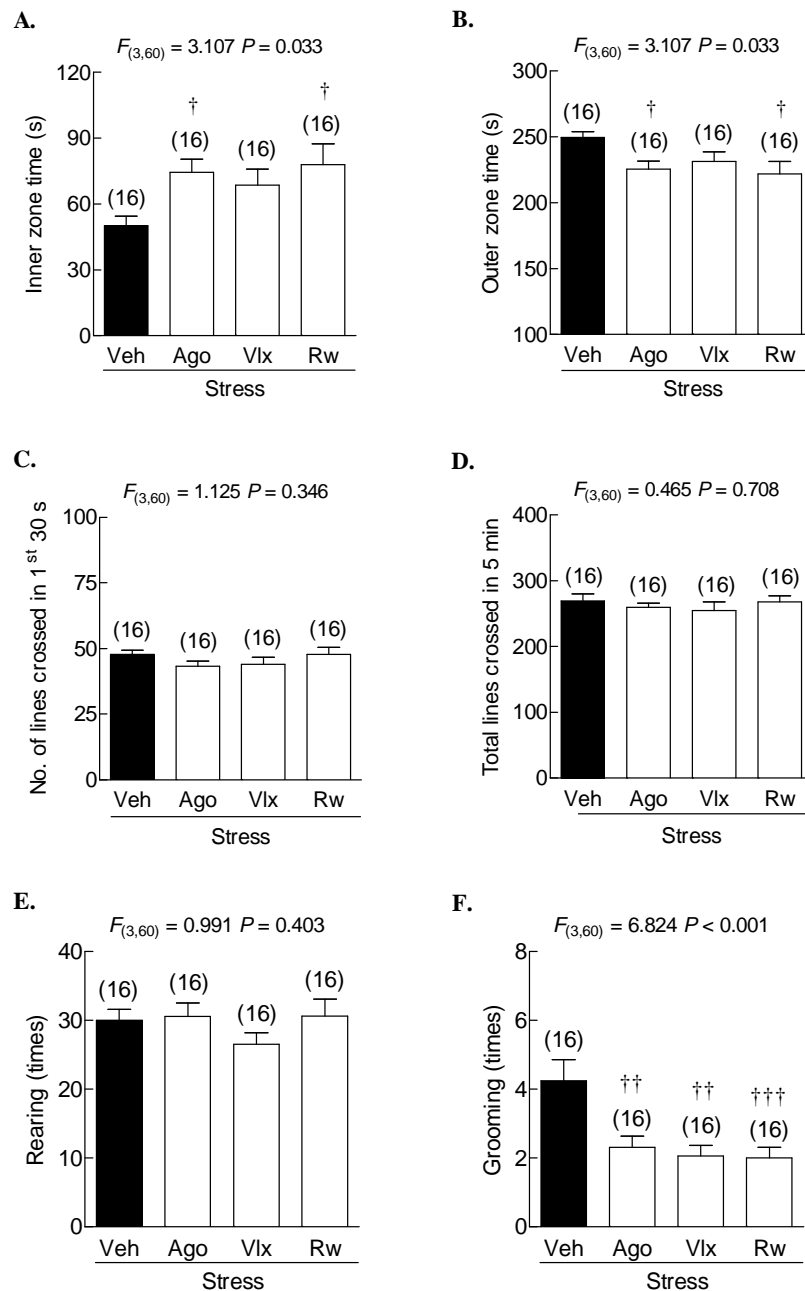 A.
F(3,60) = 3.107 P = 0.033
Inner zone time (s)
120
90
60
30
0
(16)
†
(16)
(16)
†
(16)
Veh Ago Vlx Rw
Stress
B.
F(3,60) = 3.107 P = 0.033
Outer zone time (s)
300
250
200
150
100
(16)
†
(16)
(16)
†
(16)
Veh Ago Vlx Rw
Stress
C.
F(3,60) = 1.125 P = 0.346
No. of lines crossed in 1st 30 s
100
75
50
25
0
(16)
(16)
(16)
(16)
Veh Ago Vlx Rw
Stress
D.
F(3,60) = 0.465 P = 0.708
Total lines crossed in 5 min
400
300
200
100
0
(16)
(16)
(16)
(16)
Veh Ago Vlx Rw
Stress
E.
F(3,60) = 0.991 P = 0.403
Rearing (times)
40
30
20
10
0
(16)
(16)
(16)
(16)
Veh Ago Vlx Rw
Stress
F.
F(3,60) = 6.824 P < 0.001
Grooming (times)
8
6
4
2
0
(16)
††
(16)
††
(16)
†††
(16)
Veh Ago Vlx Rw
Stress